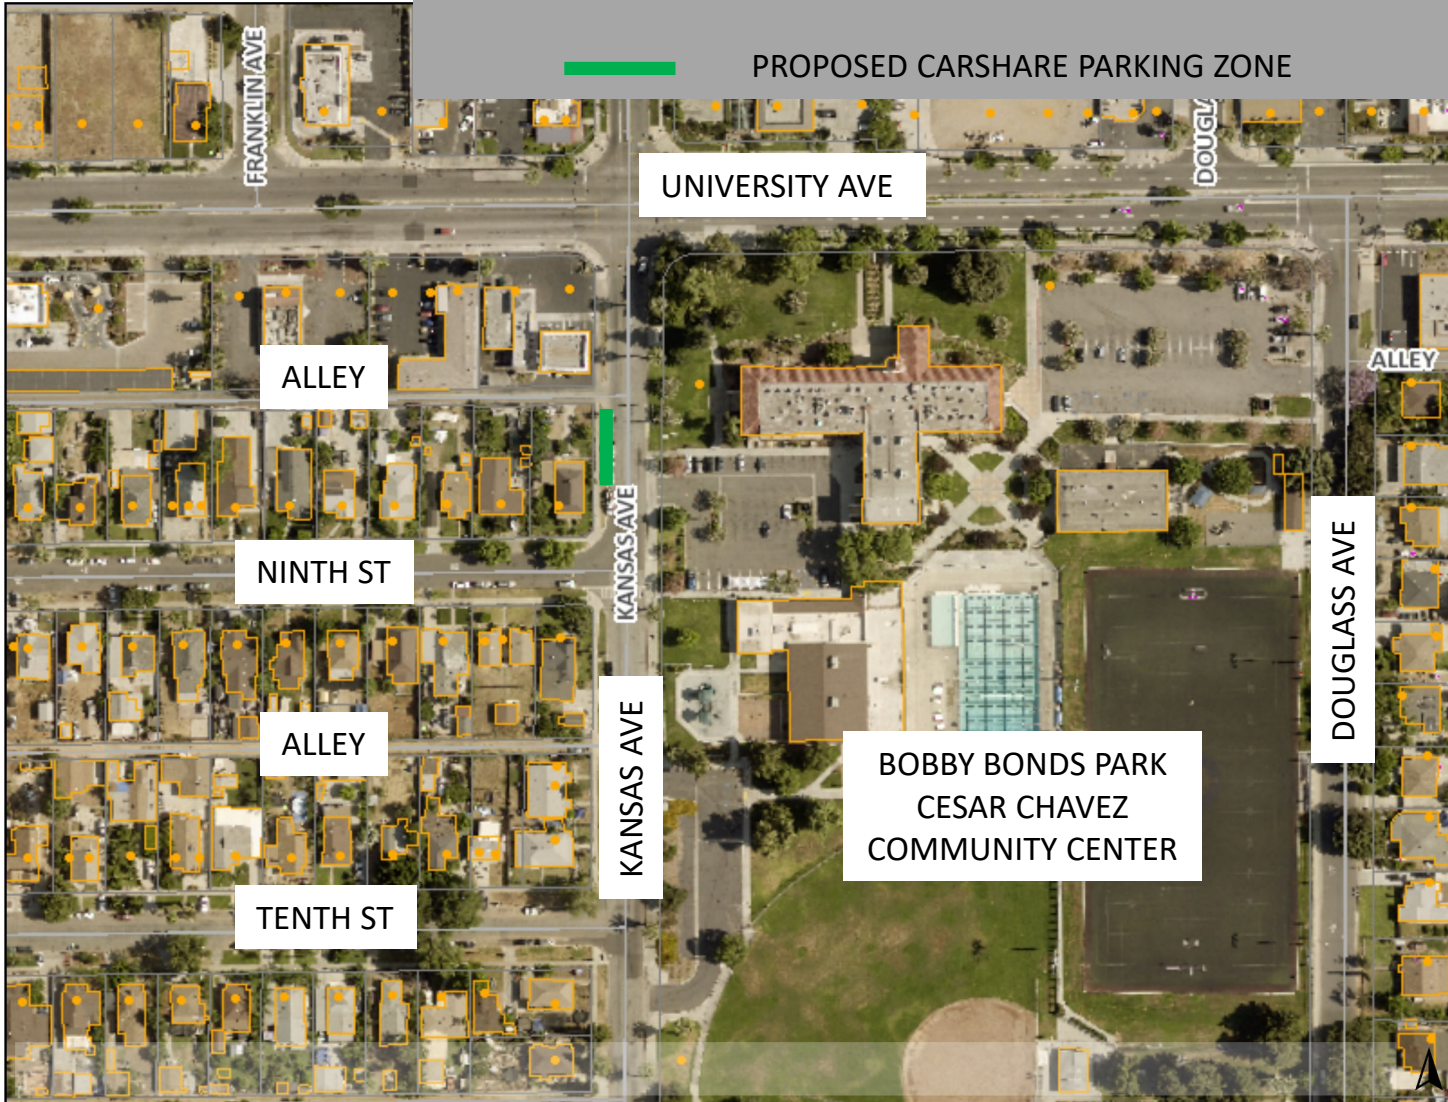 PROPOSED CARSHARE PARKING ZONE
FRANKLIN AVE
DOUGLA
UNIVERSITY AVE
ALLEY
ALLEY
KANSAS AVE
NINTH ST
DOUGLASS AVE
ALLEY
KANSAS AVE
BOBBY BONDS PARK
CESAR CHAVEZ
COMMUNITY CENTER
TENTH ST